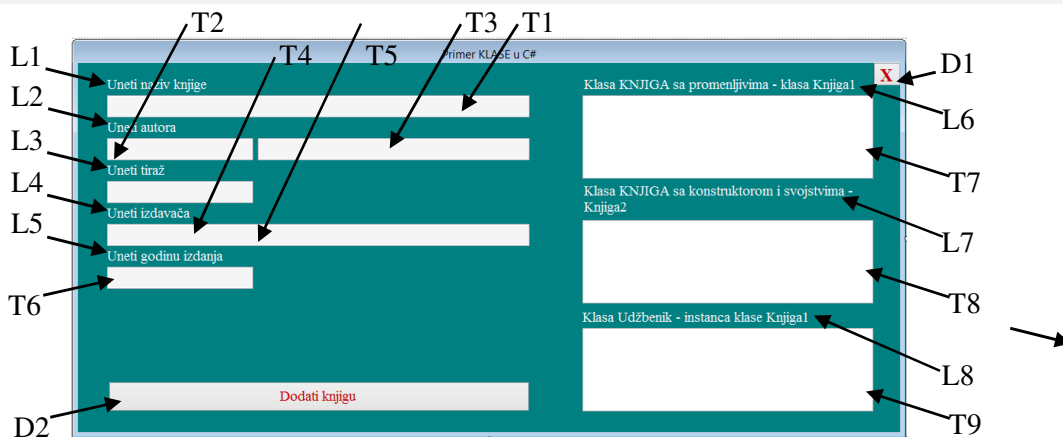 T2 T3 T1
Primer KLASE u C#
L1 T4 T5 D1
Uneti naziv knjige
Klasa KNJIGA sa promenljivima - klasa Knjiga1
X
L2 L6
Uneti autora
L3
Uneti tiraž
T7
L4
Klasa KNJIGA sa konstruktorom i svojstvima -
Knjiga2
Uneti izdavača
L5 L7
Uneti godinu izdanja
T6 T8
Klasa Udžbenik - instanca klase Knjiga1
L8
Dodati knjigu
D2 T9